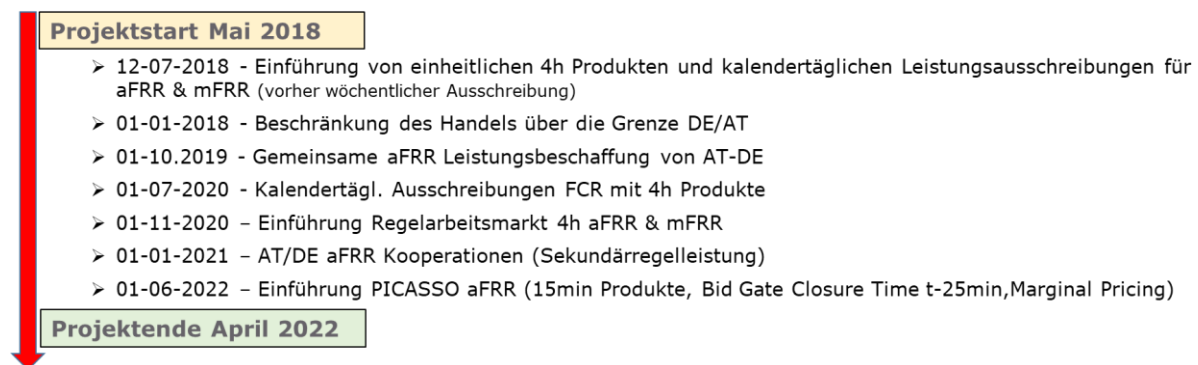 Projektstart Mai 2018
➢ 12-07-2018 - Einführung von einheitlichen 4h Produkten und kalendertäglichen Leistungsausschreibungen für
aFRR & mFRR (vorher wöchentlicher Ausschreibung)
➢ 01-01-2018 - Beschränkung des Handels über die Grenze DE/AT
➢ 01-10.2019 - Gemeinsame aFRR Leistungsbeschaffung von AT-DE
➢ 01-07-2020 - Kalendertägl. Ausschreibungen FCR mit 4h Produkte
➢ 01-11-2020 – Einführung Regelarbeitsmarkt 4h aFRR & mFRR
➢ 01-01-2021 – AT/DE aFRR Kooperationen (Sekundärregelleistung)
➢ 01-06-2022 – Einführung PICASSO aFRR (15min Produkte, Bid Gate Closure Time t-25min,Marginal Pricing)
Projektende April 2022